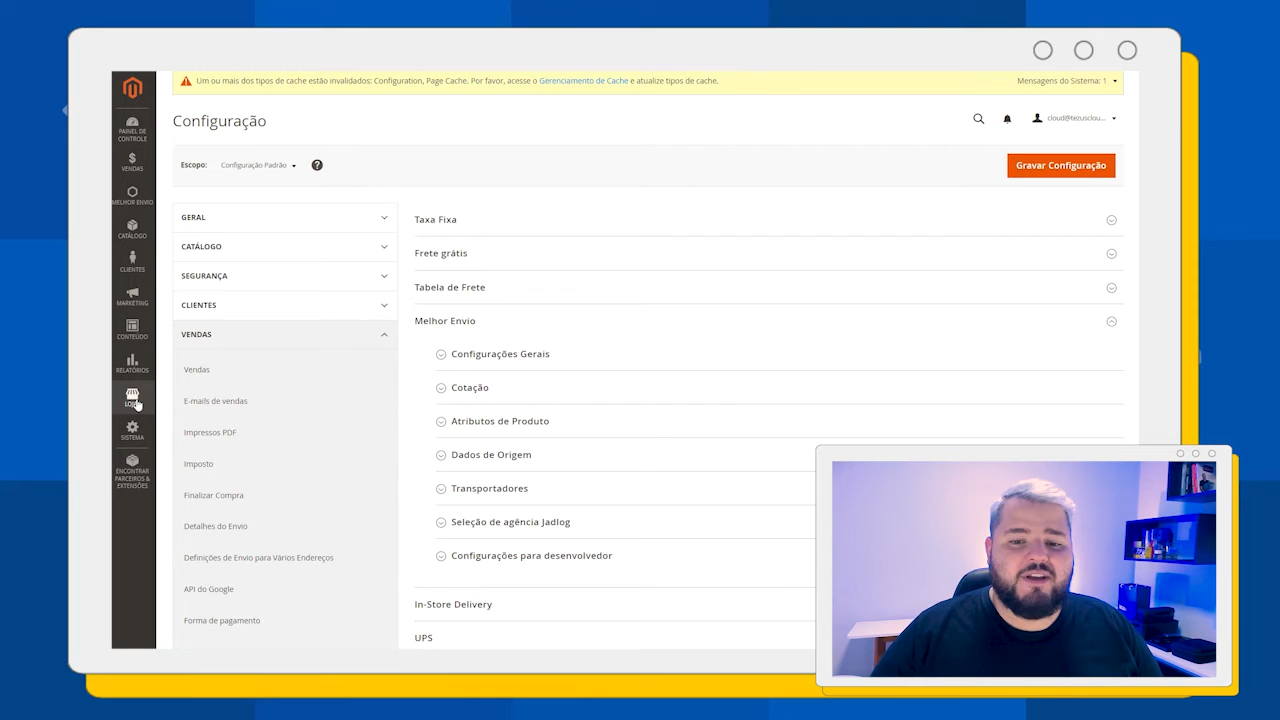 Um ou mais dos tipos de cache estão invalidados: Configuration, Page Cache. Por favor, acesse o Gerenciamento de Cache e atualize tipos de cache.
Mensagens do Sistema: 1
Configuração
cloud@tezusclou...
Escopo:
Configuração Padrão
Gravar Configuração
PAINEL DE
CONTROLE
VENDAS
MELHOR ENVIO
CATÁLOGO
CLIENTES
MARKETING
CONTEÚDO
RELATÓRIOS
SISTEMA
ENCONTRAR
PARCEIROS &
EXTENSÕES
GERAL
CATÁLOGO
SEGURANÇA
CLIENTES
VENDAS
Vendas
E-mails de vendas
Impressos PDF
Imposto
Finalizar Compra
Detalhes do Envio
Definições de Envio para Vários Endereços
API do Google
Forma de pagamento
Taxa Fixa
Frete grátis
Tabela de Frete
Melhor Envio
Configurações Gerais
Cotação
Atributos de Produto
Dados de Origem
Transportadores
Seleção de agência Jadlog
Configurações para desenvolvedor
In-Store Delivery
UPS